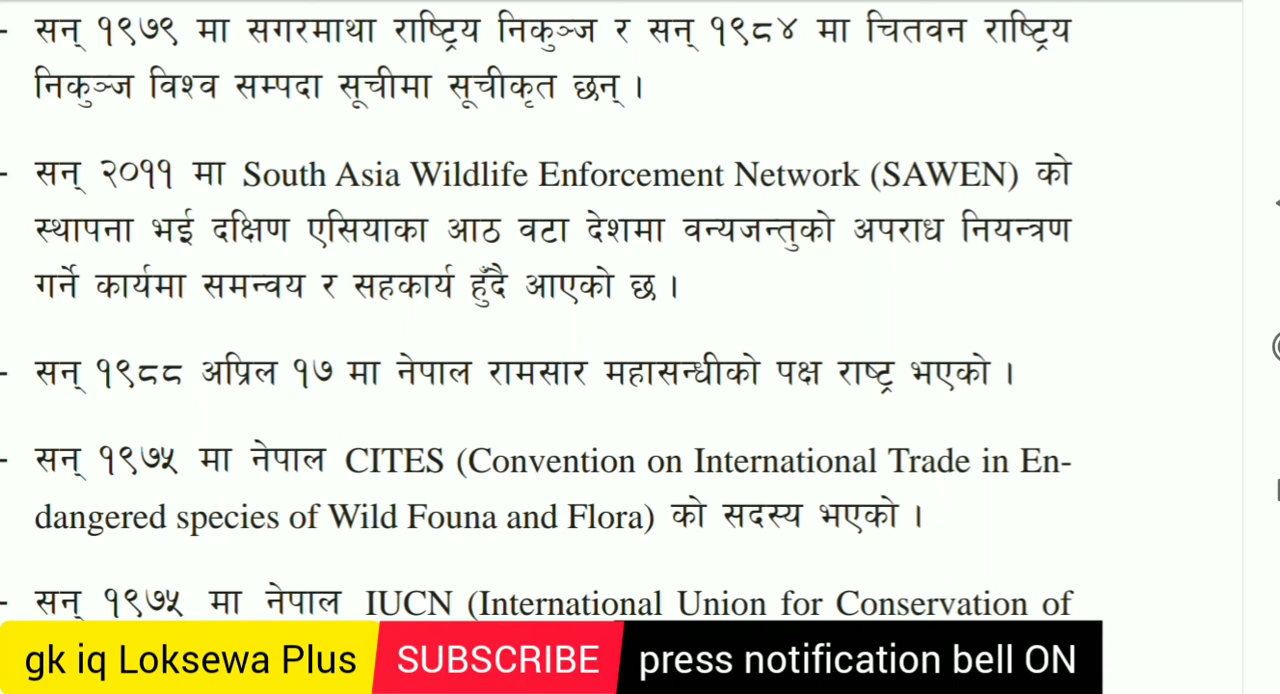 - सन् १९७९ मा सगरमाथा राष्ट्रिय निकुञ्ज र सन् १९८४ मा चितवन राष्ट्रिय
निकुञ्ज विश्व सम्पदा सूचीमा सूचीकृत छन् ।
- सन् २०११ मा South Asia Wildlife Enforcement Network (SAWEN) को
स्थापना भई दक्षिण एसियाका आठ वटा देशमा वन्यजन्तुको अपराध नियन्त्रण
गर्ने कार्यमा समन्वय र सहकार्य हुँदै आएको छ ।
- सन् १९८८ अप्रिल १७ मा नेपाल रामसार महासन्धीको पक्ष राष्ट्र भएको ।
- सन् १९७५ मा नेपाल CITES (Convention on International Trade in En-
dangered species of Wild Founa and Flora) को सदस्य भएको ।
- सन् १९७५ मा नेपाल IUCN (International Union for Conservation of
gk iq Loksewa Plus SUBSCRIBE press notification bell ON